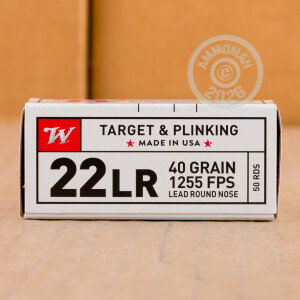 AMMOMAN
2026
W
TARGET & PLINKING
★ MADE IN USA ★
22LR
40 GRAIN
1255 FPS
LEAD ROUND NOSE
50 RDS